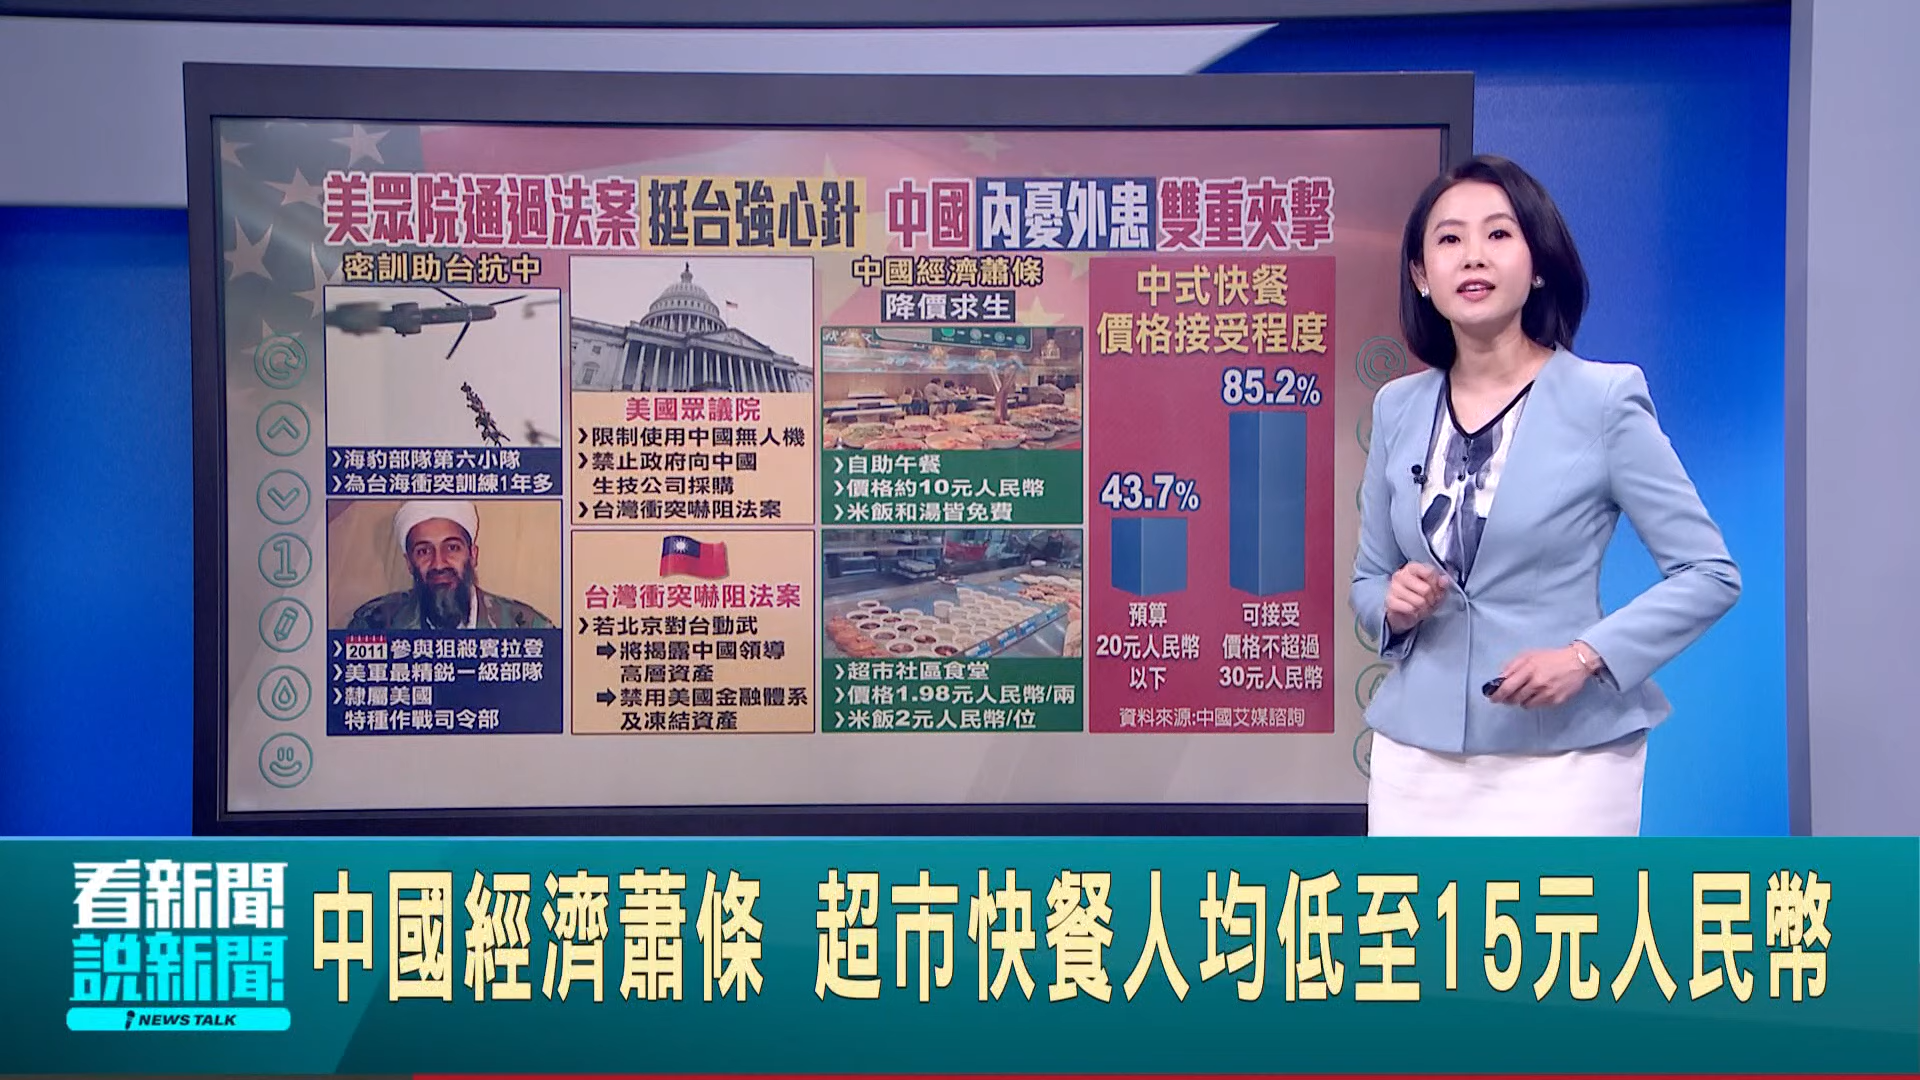 美眾院通過法案 挺台強心針 中國內憂外患雙重夾擊
密訓助台抗中
海豹部隊第六小隊
為台海衝突訓練1年多
2011 參與狙殺賓拉登
美軍最精銳一級部隊
隸屬美國
特種作戰司令部
美國眾議院
限制使用中國無人機
禁止政府向中國
生技公司採購
台灣衝突嚇阻法案
台灣衝突嚇阻法案
若北京對台動武
將揭露中國領導
高層資產
禁用美國金融體系
及凍結資產
中國經濟蕭條
降價求生
自助午餐
價格約10元人民幣
米飯和湯皆免費
超市社區食堂
價格1.98元人民幣/兩
米飯2元人民幣/位
中式快餐
價格接受程度
85.2%
43.7%
預算
20元人民幣
以下
可接受
價格不超過
30元人民幣
資料來源:中國艾媒諮詢
1
看新聞
說新聞
NEWS TALK
中國經濟蕭條 超市快餐人均低至15元人民幣